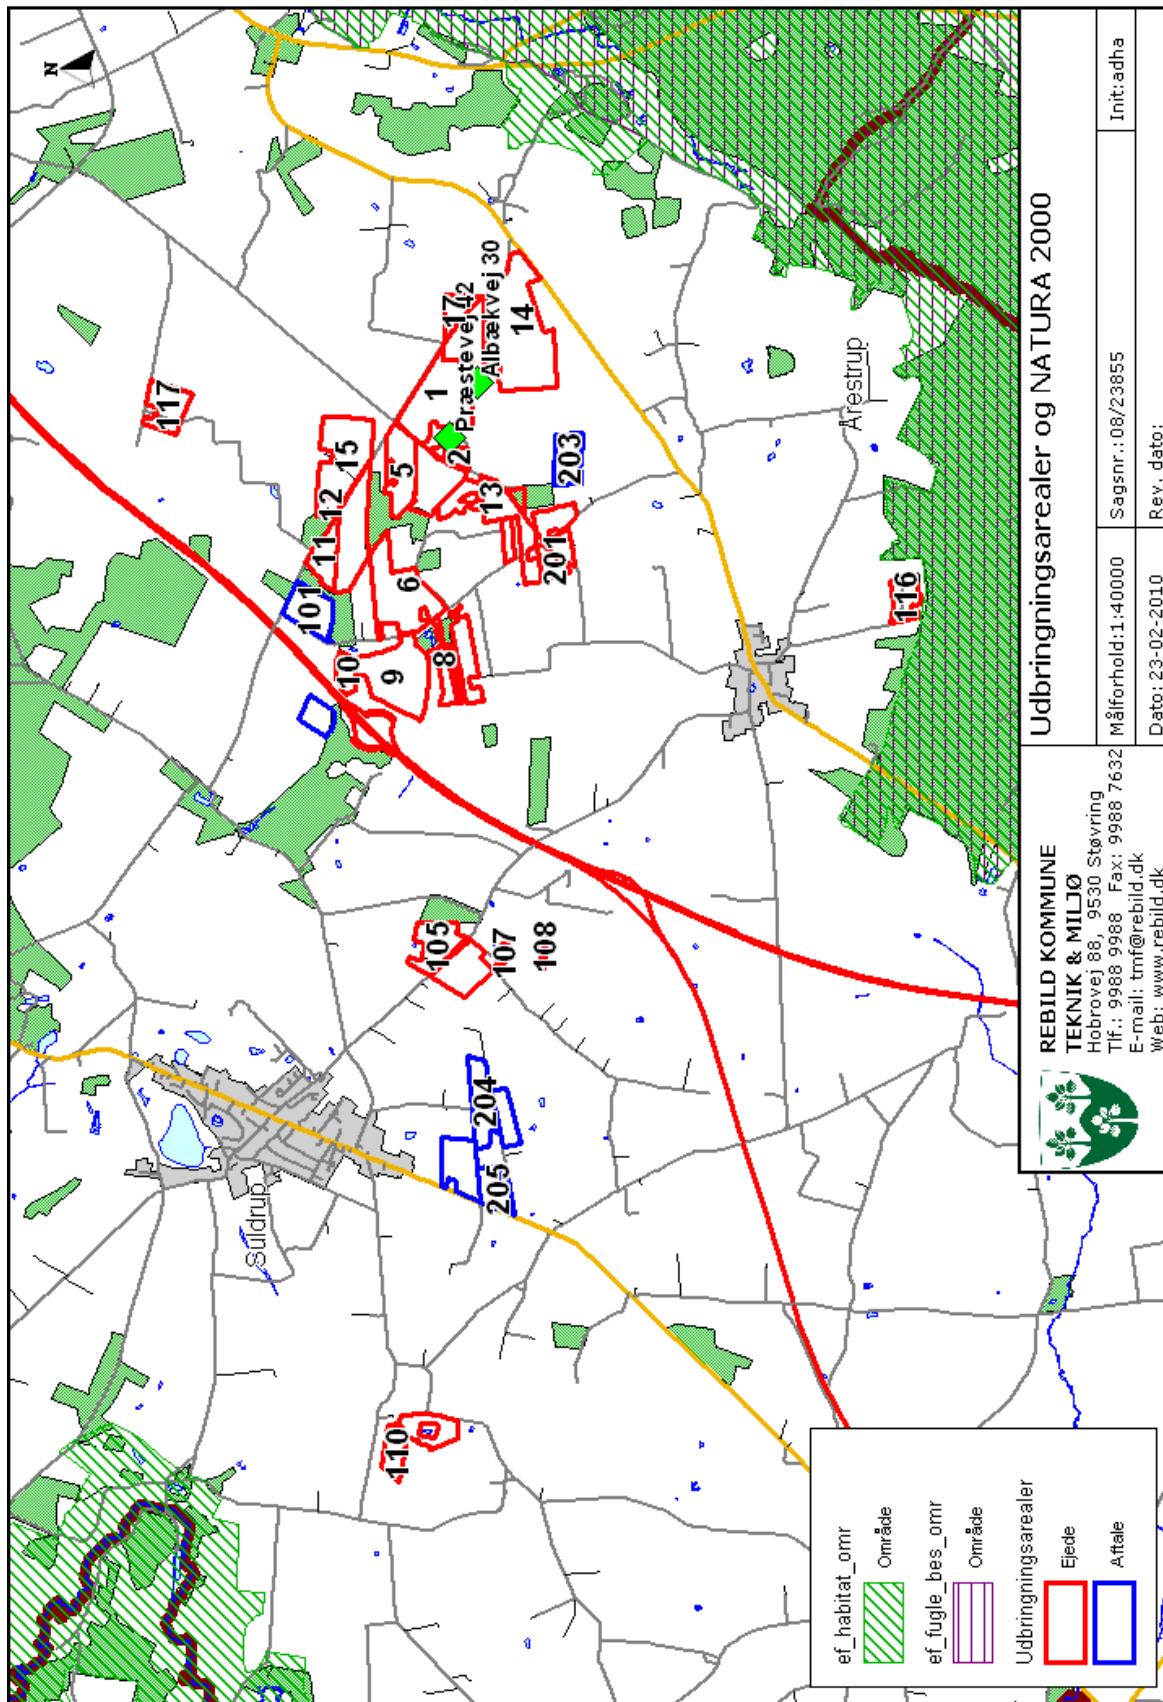 N
117
15
12
11
101
10
9
8
6
5
1
2
17
Præstevej 42
Albækvej 30
14
13
203
201
116
Årestrup
105
107
108
Suldrup
204
205
110
ef_habitat_omr
Område
ef_fugle_bes_omr
Område
Udbringningsarealer
Ejede
Aftale
REBILD KOMMUNE
TEKNIK & MILJØ
Hobrovej 88, 9530 Støvring
Tlf.: 9988 9988 Fax: 9988 7632
E-mail: tmf@rebild.dk
Web: www.rebild.dk
Udbringningsarealer og NATURA 2000
Målforhold:1:40000
Sagsnr.:08/23855
Init:adha
Dato: 23-02-2010
Rev. dato: